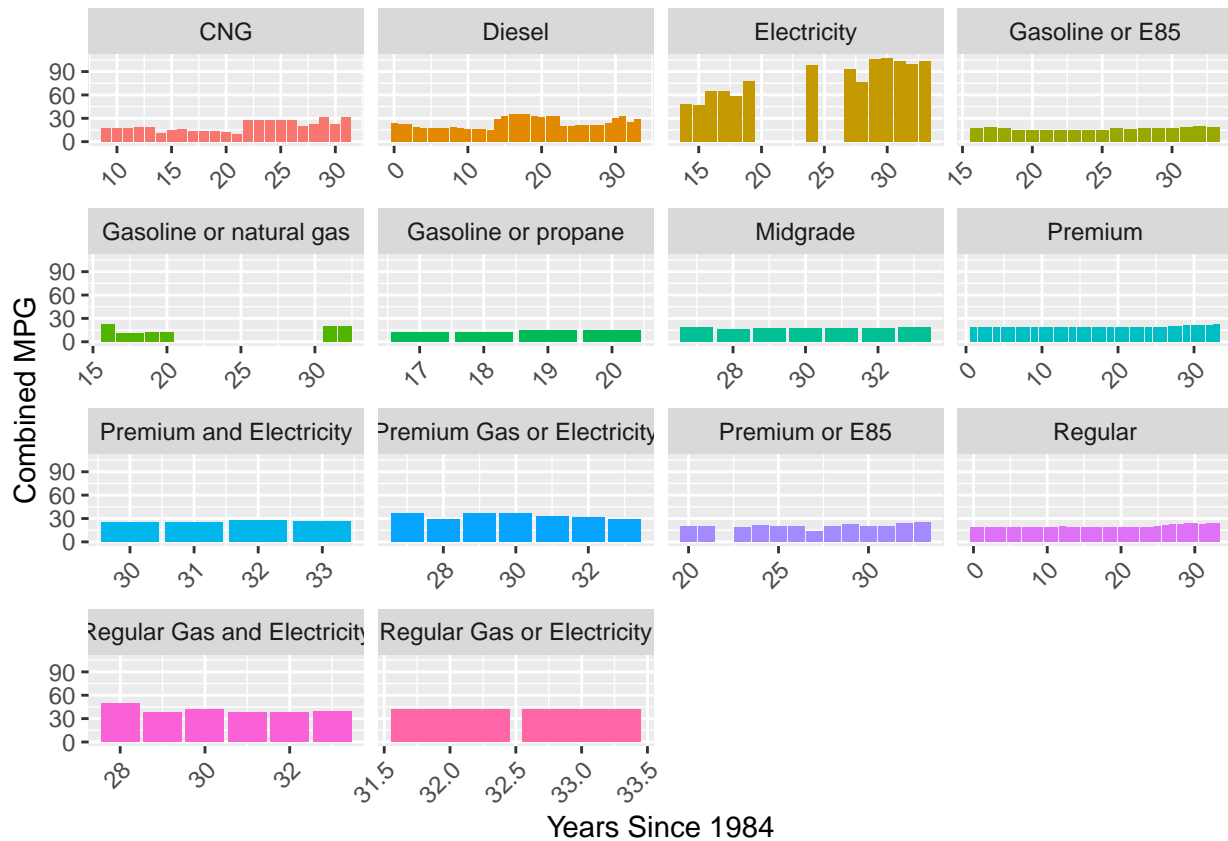 CNG Diesel Electricity Gasoline or E85
90
60
30
0
10 15 20 25 30 0 10 20 30 15 20 25 30 15 20 25 30
Gasoline or natural gas Gasoline or propane Midgrade Premium
90
60
30
0
15 20 25 30 17 18 19 20 28 30 32 0 10 20 30
Combined MPG
Premium and Electricity Premium Gas or Electricity Premium or E85 Regular
90
60
30
0
30 31 32 33 28 30 32 20 25 30 0 10 20 30
Regular Gas and Electricity Regular Gas or Electricity
90
60
30
0
28 30 32 31.5 32.0 32.5 33.0 33.5
Years Since 1984